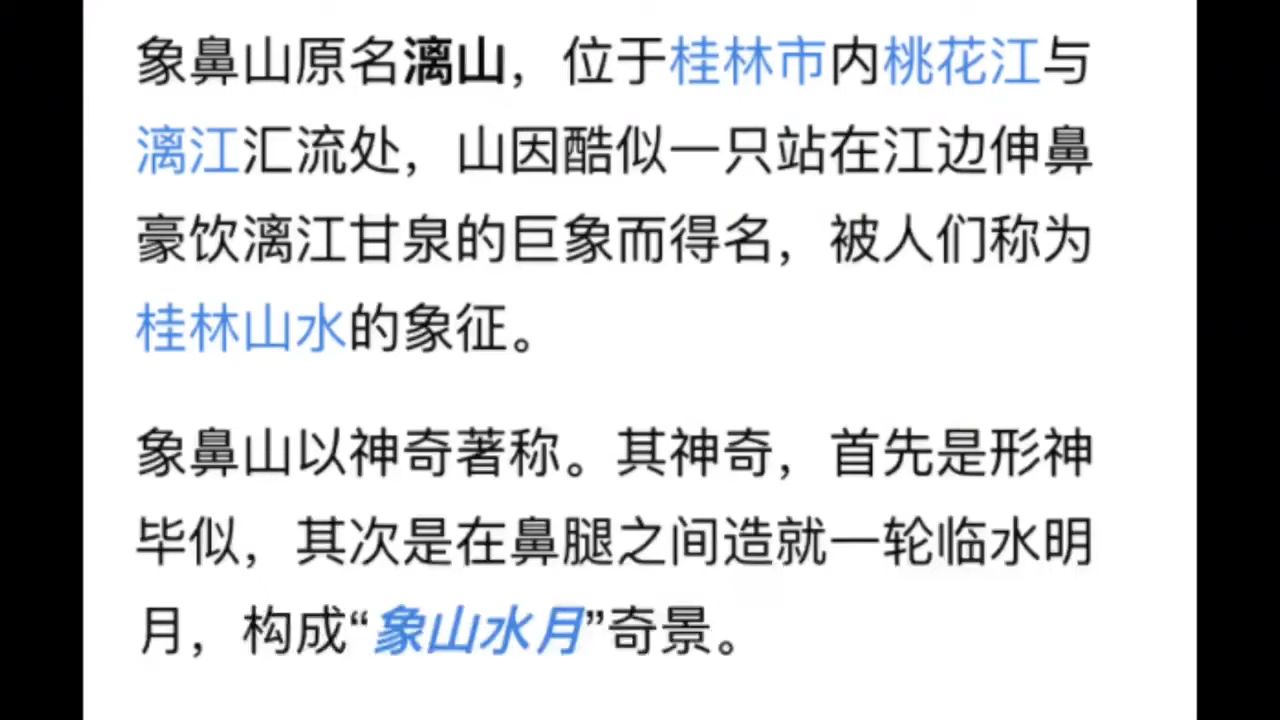 象鼻山原名漓山，位于桂林市内桃花江与
漓江汇流处，山因酷似一只站在江边伸鼻
豪饮漓江甘泉的巨象而得名，被人们称为
桂林山水的象征。
象鼻山以神奇著称。其神奇，首先是形神
毕似，其次是在鼻腿之间造就一轮临水明
月，构成“象山水月”奇景。